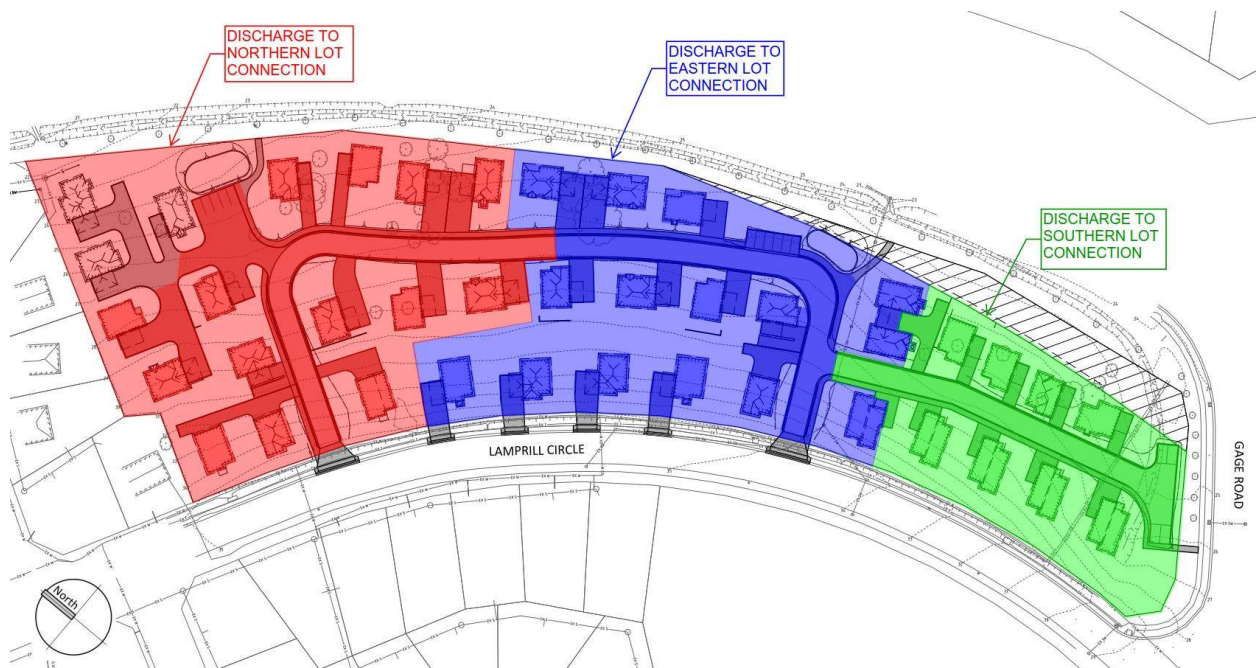 DISCHARGE TO
NORTHERN LOT
CONNECTION
DISCHARGE TO
EASTERN LOT
CONNECTION
DISCHARGE TO
SOUTHERN LOT
CONNECTION
LAMPRILL CIRCLE
GAGE ROAD
North